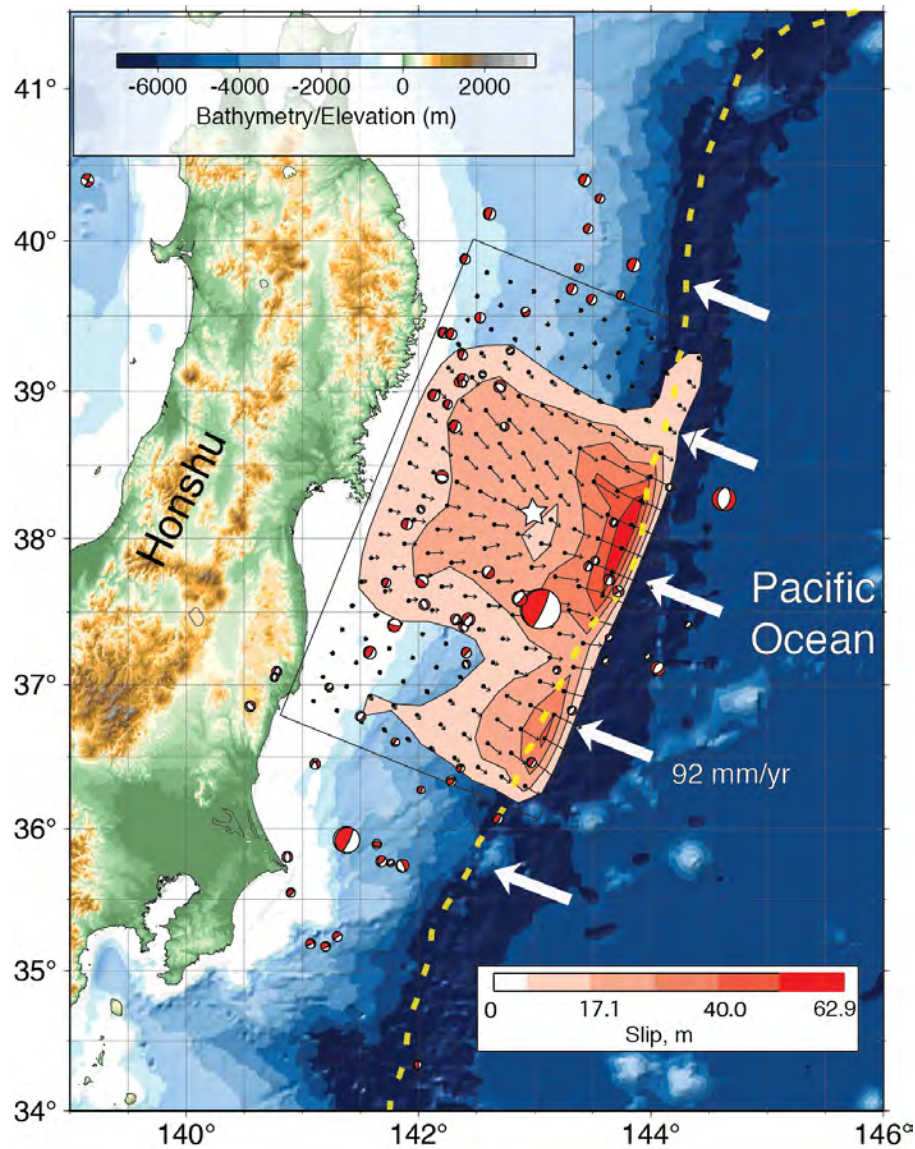 -6000 -4000 -2000 0 2000
Bathymetry/Elevation (m)
41°
40°
39°
38°
37°
36°
35°
34°
Honshu
Pacific
Ocean
92 mm/yr
0 17.1 40.0 62.9
Slip, m
140° 142° 144° 146°